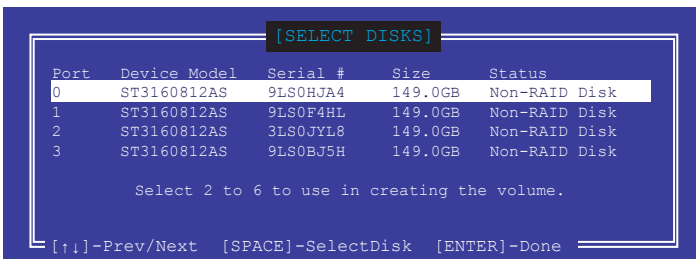 [SELECT DISKS]
Port Device Model Serial # Size Status
0 ST3160812AS 9LS0HJA4 149.0GB Non-RAID Disk
1 ST3160812AS 9LS0F4HL 149.0GB Non-RAID Disk
2 ST3160812AS 3LS0JYL8 149.0GB Non-RAID Disk
3 ST3160812AS 9LS0BJ5H 149.0GB Non-RAID Disk
Select 2 to 6 to use in creating the volume.
[↑↓]-Prev/Next [SPACE]-SelectDisk [ENTER]-Done